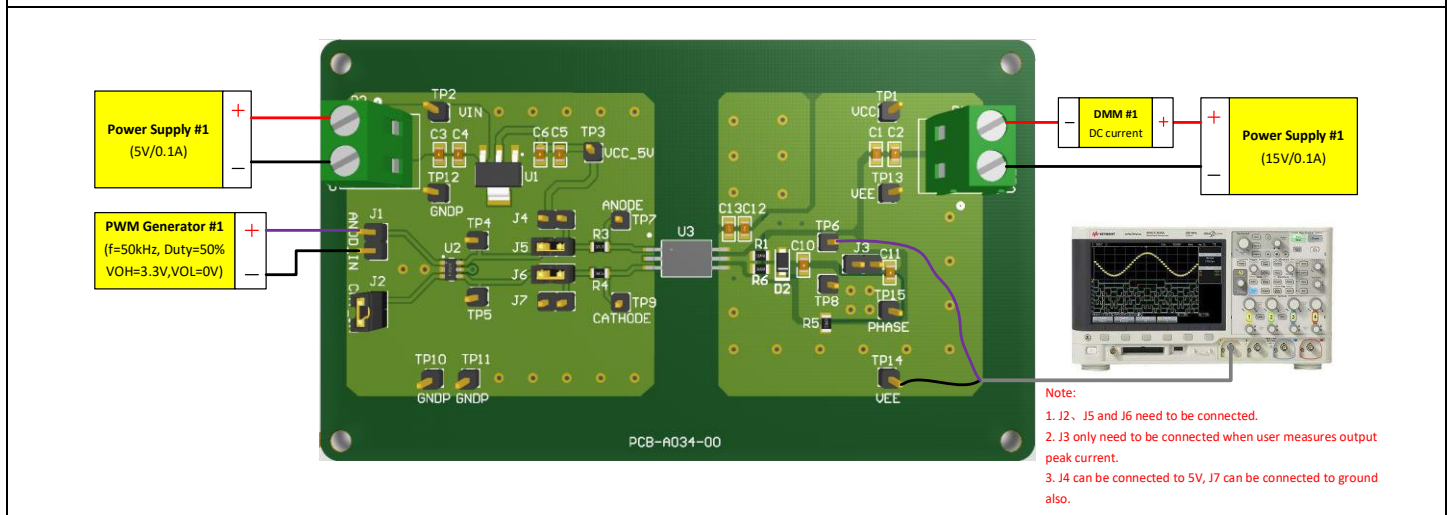 Power Supply #1
(5V/0.1A)
+
−
PWM Generator #1
(f=50kHz, Duty=50%
VOH=3.3V,VOL=0V)
+
−
TP2
VIN
C3 C4
C6 C5
TP3
VCC_5V
U1
TP12
GNDP
J1
ANOD_IN
J2
U2
TP4
TP5
J4
J5
J6
J7
ANODE
TP7
R3
R4
TP9
CATHODE
TP10 TP11
GNDP GNDP
U3
PCB-A034-00
TP1
VCC
C1 C2
TP13
VEE
C13 C12
TP6
R1
R6
D2
C10
J3
C11
TP8
TP15
PHASE
R5
TP14
VEE
−
DMM #1
DC current
+
+
−
Power Supply #1
(15V/0.1A)
Note:
1. J2、J5 and J6 need to be connected.
2. J3 only need to be connected when user measures output
peak current.
3. J4 can be connected to 5V, J7 can be connected to ground
also.